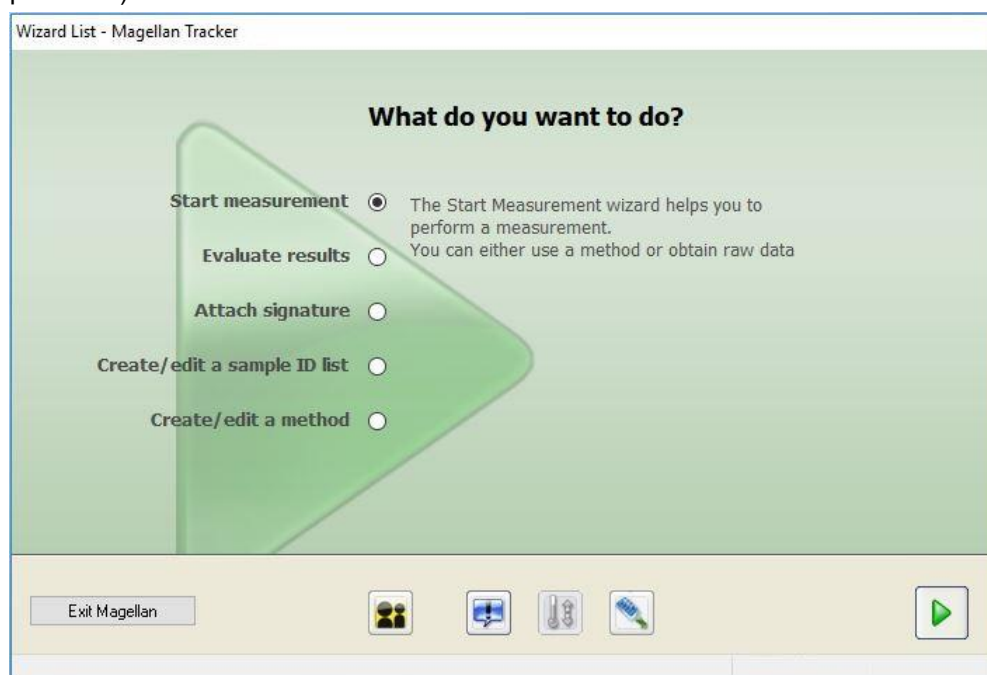 Wizard List - Magellan Tracker
What do you want to do?
Start measurement
The Start Measurement wizard helps you to
perform a measurement.
You can either use a method or obtain raw data
Evaluate results
Attach signature
Create/edit a sample ID list
Create/edit a method
Exit Magellan